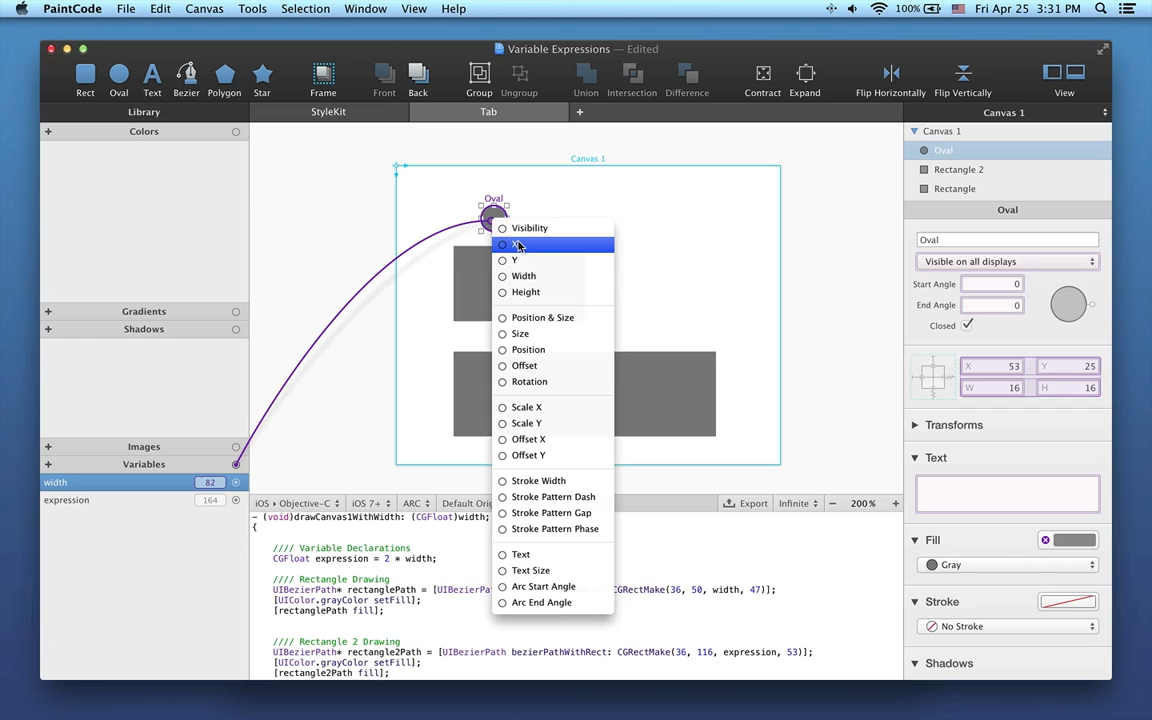 PaintCode File Edit Canvas Tools Selection Window View Help 100% Fri Apr 25 3:31 PM
Variable Expressions — Edited
Rect Oval Text Bezier Polygon Star Frame Front Back Group Ungroup Union Intersection Difference Contract Expand Flip Horizontally Flip Vertically View
Library StyleKit Tab + Canvas 1
+ Colors
+ Gradients
+ Shadows
+ Images
+ Variables
width 82
expression 164
Canvas 1
Oval
Visibility
X
Y
Width
Height
Position & Size
Size
Position
Offset
Rotation
Scale X
Scale Y
Offset X
Offset Y
Stroke Width
Stroke Pattern Dash
Stroke Pattern Gap
Stroke Pattern Phase
Text
Text Size
Arc Start Angle
Arc End Angle
iOS ▸ Objective-C iOS 7+ ARC Default Ori Export Infinite − 200% +
− (void)drawCanvas1WithWidth: (CGFloat)width;
{
//// Variable Declarations
CGFloat expression = 2 * width;
//// Rectangle Drawing
UIBezierPath* rectanglePath = [UIBezierPa CGRectMake(36, 50, width, 47)];
[UIColor.grayColor setFill];
[rectanglePath fill];
//// Rectangle 2 Drawing
UIBezierPath* rectangle2Path = [UIBezierPath bezierPathWithRect: CGRectMake(36, 116, expression, 53)];
[UIColor.grayColor setFill];
[rectangle2Path fill];
Canvas 1
Oval
Rectangle 2
Rectangle
Oval
Oval
Visible on all displays
Start Angle 0
End Angle 0
Closed
X 53 Y 25
W 16 H 16
Transforms
Text
Fill
Gray
Stroke
No Stroke
Shadows